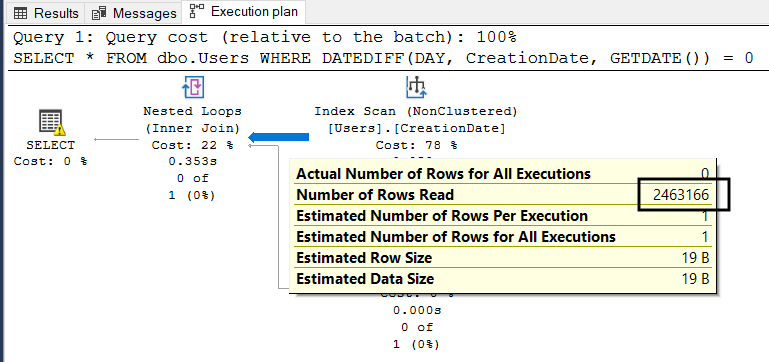 Results Messages Execution plan
Query 1: Query cost (relative to the batch): 100%
SELECT * FROM dbo.Users WHERE DATEDIFF(DAY, CreationDate, GETDATE()) = 0
SELECT
Cost: 0 %
Nested Loops
(Inner Join)
Cost: 22 %
0.353s
0 of
1 (0%)
Index Scan (NonClustered)
[Users].[CreationDate]
Cost: 78 %
Actual Number of Rows for All Executions 0
Number of Rows Read 2463166
Estimated Number of Rows Per Execution 1
Estimated Number of Rows for All Executions 1
Estimated Row Size 19 B
Estimated Data Size 19 B
Cost: 0 %
0.000s
0 of
1 (0%)